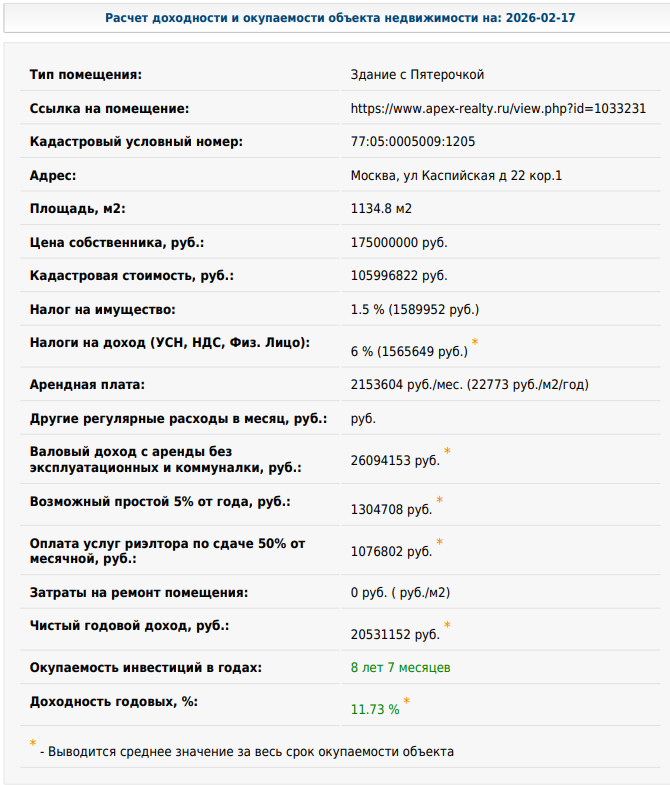 Расчет доходности и окупаемости объекта недвижимости на: 2026-02-17
Тип помещения: Здание с Пятерочкой
Ссылка на помещение: https://www.apex-realty.ru/view.php?id=1033231
Кадастровый условный номер: 77:05:0005009:1205
Адрес: Москва, ул Каспийская д 22 кор.1
Площадь, м2: 1134.8 м2
Цена собственника, руб.: 175000000 руб.
Кадастровая стоимость, руб.: 105996822 руб.
Налог на имущество: 1.5 % (1589952 руб.)
Налоги на доход (УСН, НДС, Физ. Лицо): 6 % (1565649 руб.) *
Арендная плата: 2153604 руб./мес. (22773 руб./м2/год)
Другие регулярные расходы в месяц, руб.: руб.
Валовый доход с аренды без
эксплуатационных и коммуналки, руб.: 26094153 руб. *
Возможный простой 5% от года, руб.: 1304708 руб. *
Оплата услуг риэлтора по сдаче 50% от
месячной, руб.: 1076802 руб. *
Затраты на ремонт помещения: 0 руб. ( руб./м2)
Чистый годовой доход, руб.: 20531152 руб. *
Окупаемость инвестиций в годах: 8 лет 7 месяцев
Доходность годовых, %: 11.73 % *
* - Выводится среднее значение за весь срок окупаемости объекта